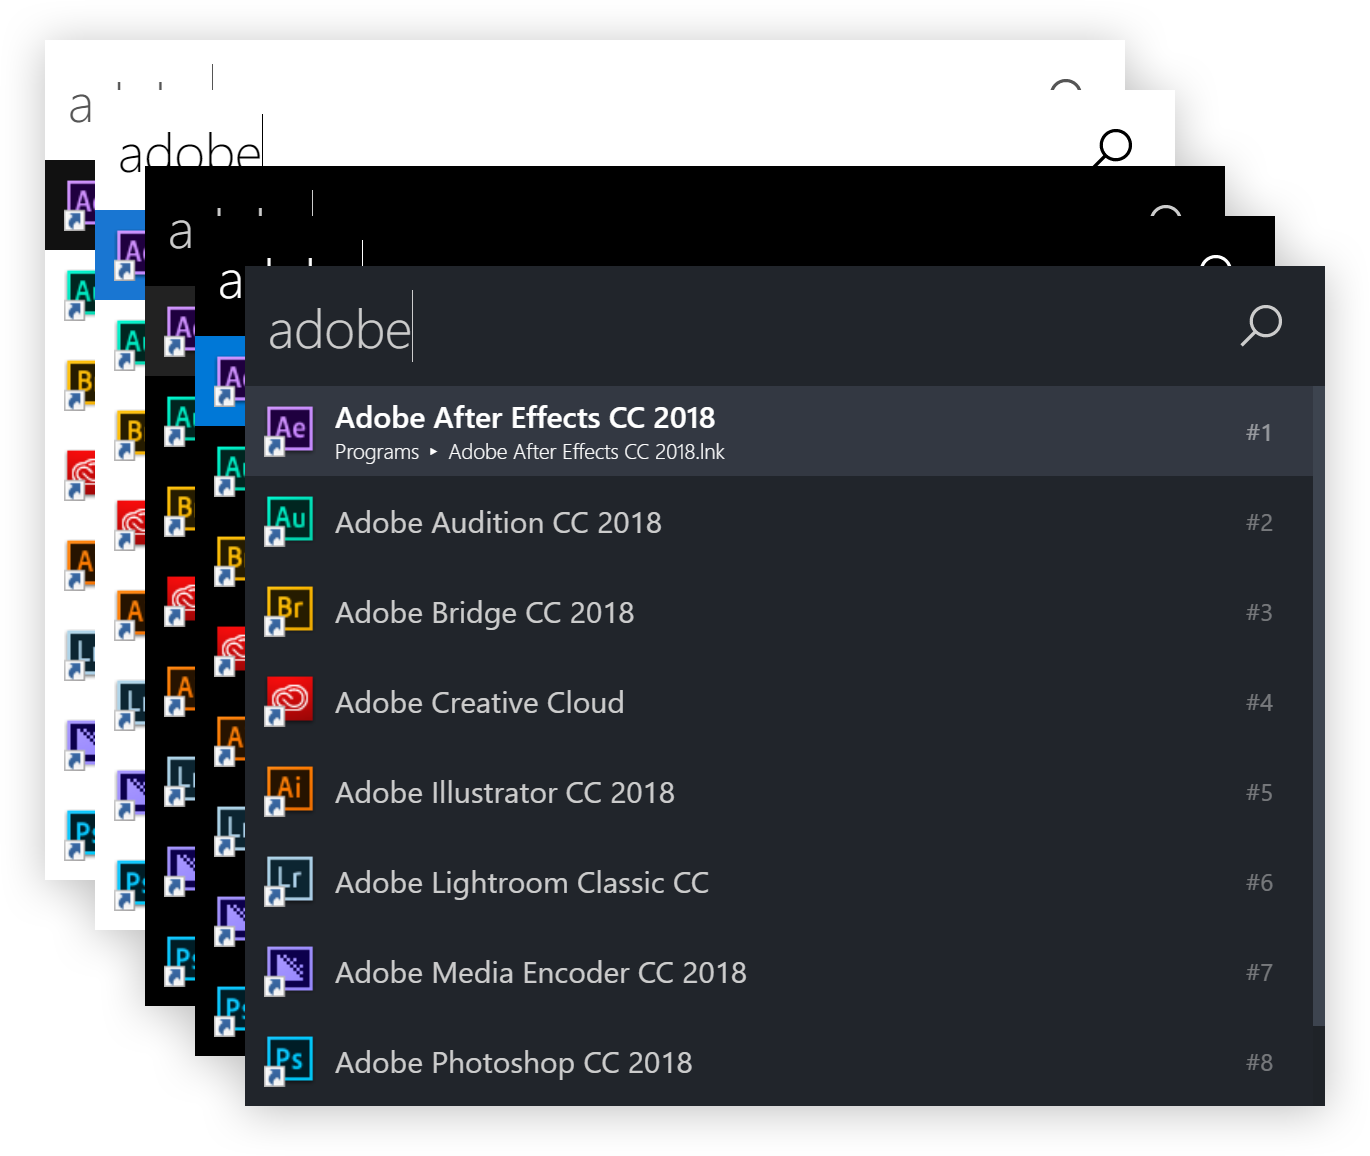 adobe
adobe
Adobe After Effects CC 2018
#1
Programs ‣ Adobe After Effects CC 2018.lnk
Adobe Audition CC 2018
#2
Adobe Bridge CC 2018
#3
Adobe Creative Cloud
#4
Adobe Illustrator CC 2018
#5
Adobe Lightroom Classic CC
#6
Adobe Media Encoder CC 2018
#7
Adobe Photoshop CC 2018
#8
Ae
Au
Br
Ai
Lr
Ps